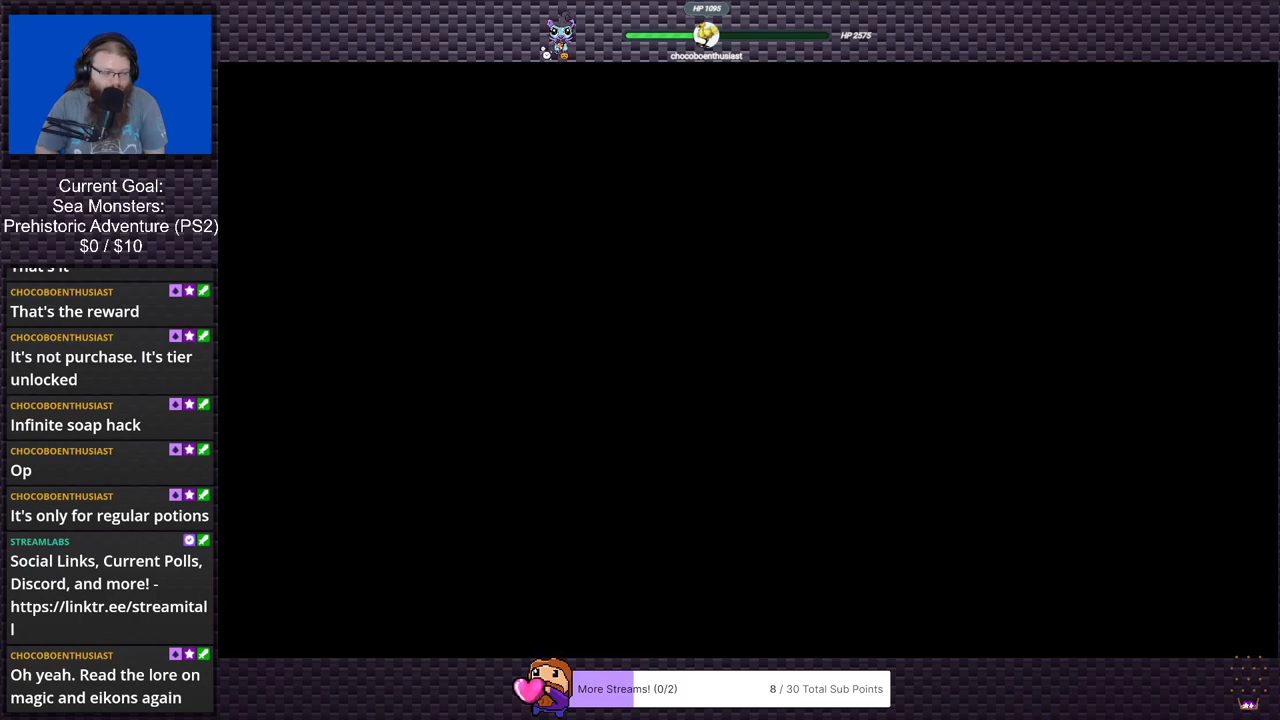 HP 1095
HP 2575
chocoboenthusiast
Current Goal:
Sea Monsters:
Prehistoric Adventure (PS2)
$0 / $10
That's it
CHOCOBOENTHUSIAST
That's the reward
CHOCOBOENTHUSIAST
It's not purchase. It's tier
unlocked
CHOCOBOENTHUSIAST
Infinite soap hack
CHOCOBOENTHUSIAST
Op
CHOCOBOENTHUSIAST
It's only for regular potions
STREAMLABS
Social Links, Current Polls,
Discord, and more! -
https://linktr.ee/streamital
l
CHOCOBOENTHUSIAST
Oh yeah. Read the lore on
magic and eikons again
More Streams! (0/2)
8 / 30 Total Sub Points